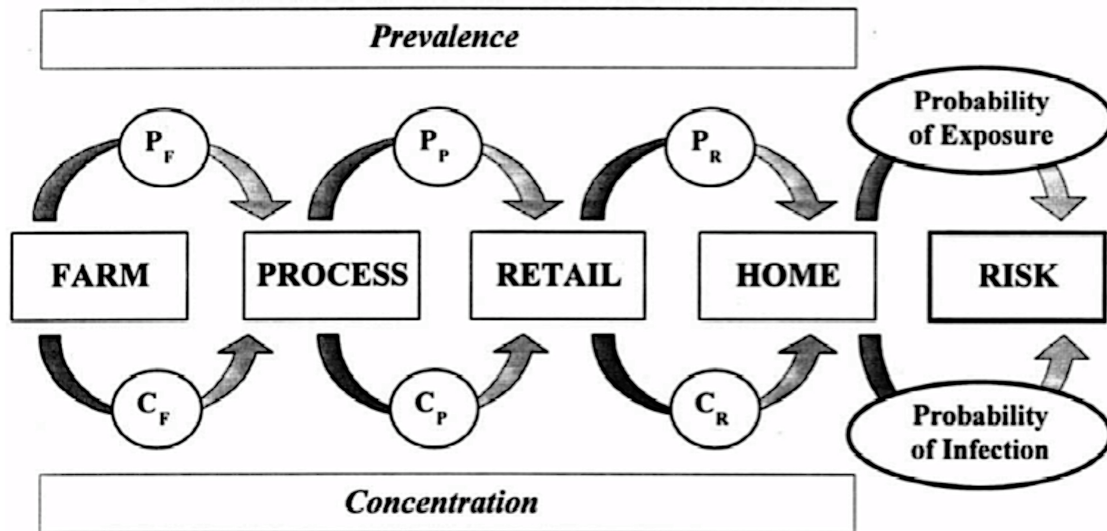 Prevalence
P_F
P_P
P_R
Probability
of Exposure
FARM
PROCESS
RETAIL
HOME
RISK
C_F
C_P
C_R
Probability
of Infection
Concentration